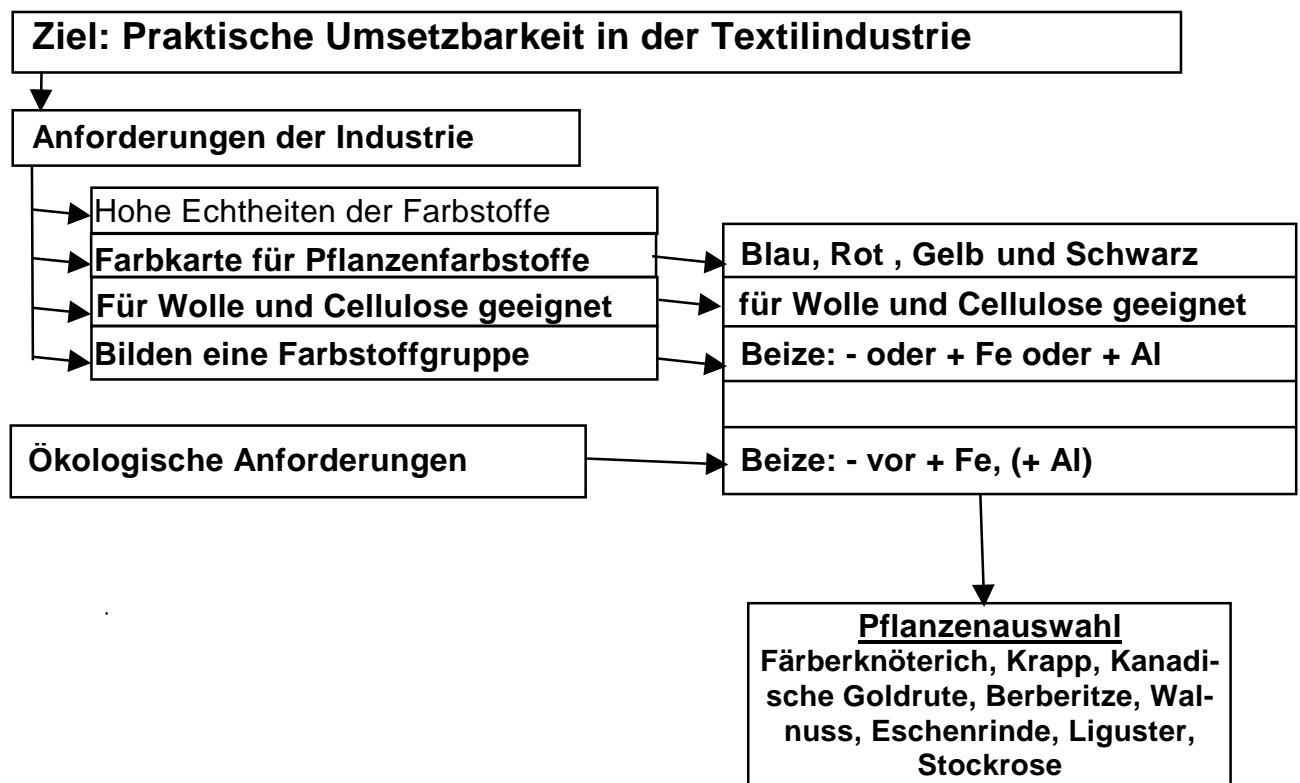 Ziel: Praktische Umsetzbarkeit in der Textilindustrie
Anforderungen der Industrie
Hohe Echtheiten der Farbstoffe
Farbkarte für Pflanzenfarbstoffe
Blau, Rot , Gelb und Schwarz
Für Wolle und Cellulose geeignet
für Wolle und Cellulose geeignet
Bilden eine Farbstoffgruppe
Beize: - oder + Fe oder + Al
Ökologische Anforderungen
Beize: - vor + Fe, (+ Al)
Pflanzenauswahl
Färberknöterich, Krapp, Kanadi-
sche Goldrute, Berberitze, Wal-
nuss, Eschenrinde, Liguster,
Stockrose